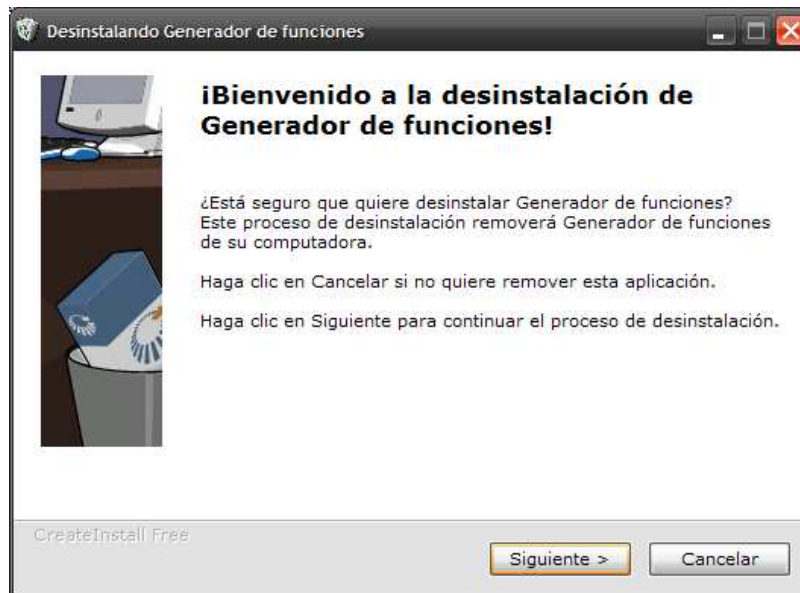 Desinstalando Generador de funciones
¡Bienvenido a la desinstalación de
Generador de funciones!
¿Está seguro que quiere desinstalar Generador de funciones?
Este proceso de desinstalación removerá Generador de funciones
de su computadora.
Haga clic en Cancelar si no quiere remover esta aplicación.
Haga clic en Siguiente para continuar el proceso de desinstalación.
CreateInstall Free
Siguiente >
Cancelar